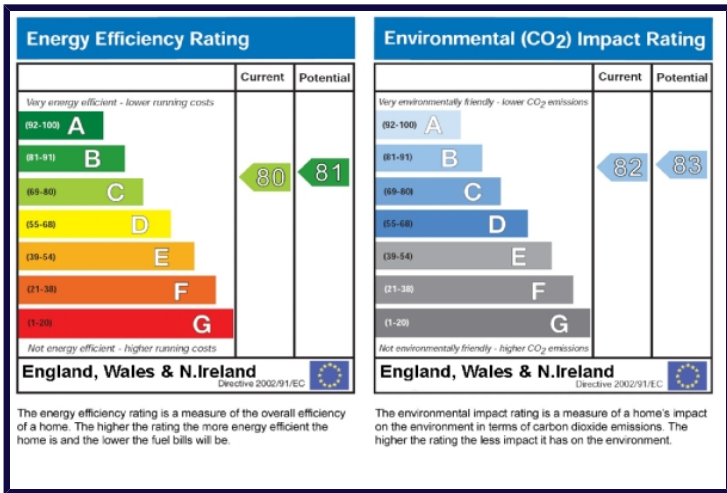 Energy Efficiency Rating
Current Potential
Very energy efficient - lower running costs
(92-100) A
(81-91) B
(69-80) C
(55-68) D
(39-54) E
(21-38) F
(1-20) G
80
81
Not energy efficient - higher running costs
England, Wales & N.Ireland
Directive 2002/91/EC
The energy efficiency rating is a measure of the overall efficiency
of a home. The higher the rating the more energy efficient the
home is and the lower the fuel bills will be.
Environmental (CO2) Impact Rating
Current Potential
Very environmentally friendly - lower CO2 emissions
(92-100) A
(81-91) B
(69-80) C
(55-68) D
(39-54) E
(21-38) F
(1-20) G
82
83
Not environmentally friendly - higher CO2 emissions
England, Wales & N.Ireland
Directive 2002/91/EC
The environmental impact rating is a measure of a home's impact
on the environment in terms of carbon dioxide emissions. The
higher the rating the less impact it has on the environment.